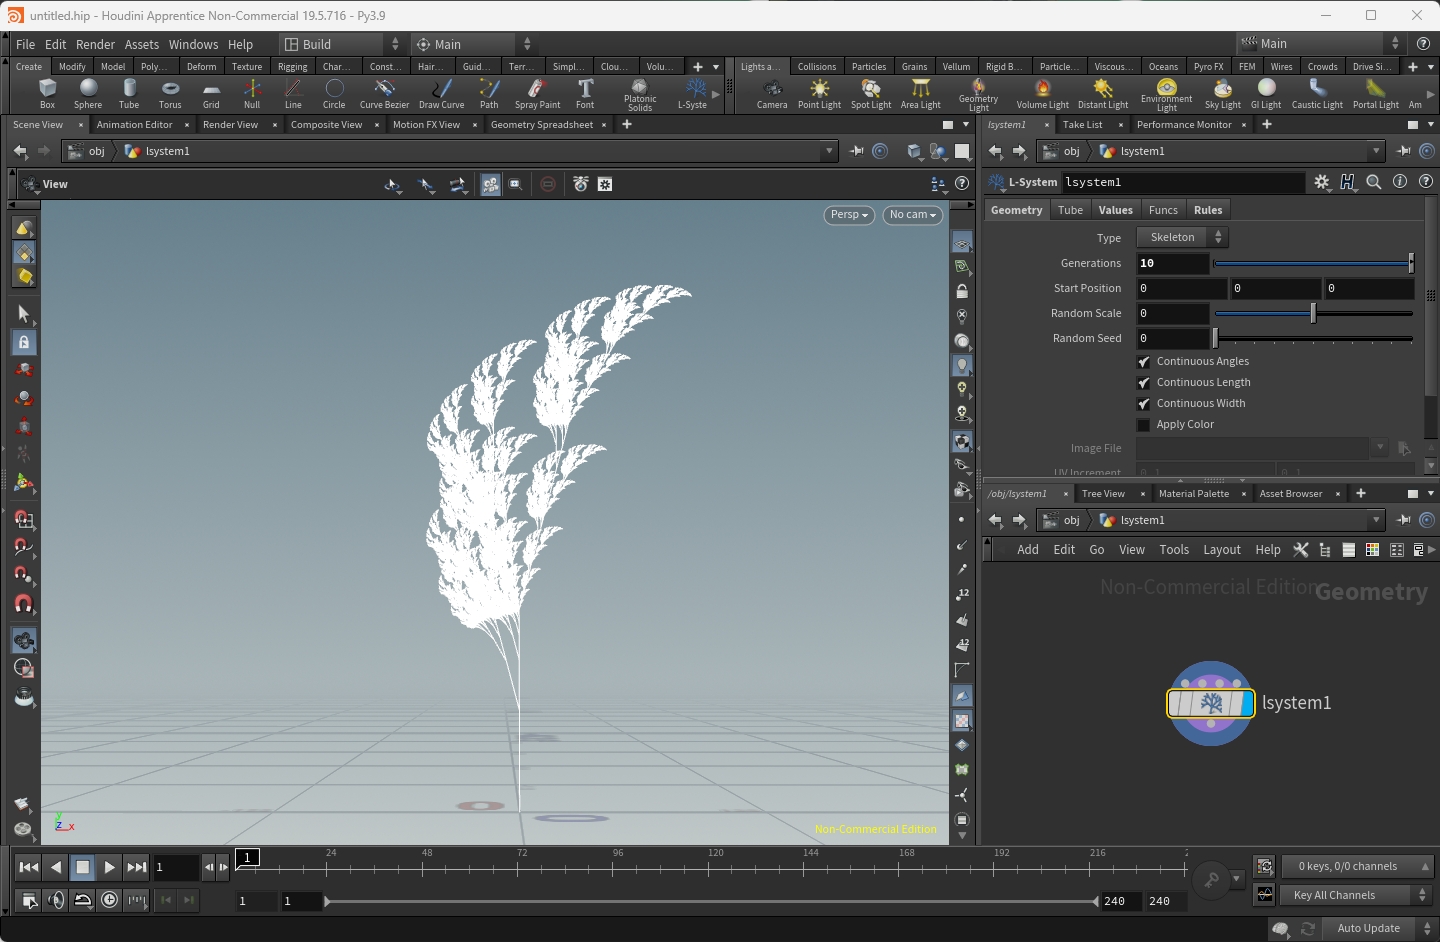 untitled.hip - Houdini Apprentice Non-Commercial 19.5.716 - Py3.9
File Edit Render Assets Windows Help Build Main Main
Create Modify Model Poly... Deform Texture Rigging Char... Const... Hair... Guid... Terr... Simpl... Clou... Volu...
Lights a... Collisions Particles Grains Vellum Rigid B... Particle... Viscous... Oceans Pyro FX FEM Wires Crowds Drive Si...
Box Sphere Tube Torus Grid Null Line Circle Curve Bezier Draw Curve Path Spray Paint Font Platonic Solids L-Syste
Camera Point Light Spot Light Area Light Geometry Light Volume Light Distant Light Environment Light Sky Light GI Light Caustic Light Portal Light Am
Scene View Animation Editor Render View Composite View Motion FX View Geometry Spreadsheet
obj lsystem1
View
Persp No cam
12
12
y
z x
Non-Commercial Edition
lsystem1 Take List Performance Monitor
obj lsystem1
L-System lsystem1
Geometry Tube Values Funcs Rules
Type Skeleton
Generations 10
Start Position 0 0 0
Random Scale 0
Random Seed 0
Continuous Angles
Continuous Length
Continuous Width
Apply Color
Image File
UV Increment 0.1 0.1
/obj/lsystem1 Tree View Material Palette Asset Browser
obj lsystem1
Add Edit Go View Tools Layout Help
Non-Commercial Edition Geometry
lsystem1
1 1 24 48 72 96 120 144 168 192 216 2
0 keys, 0/0 channels
1 1 240 240
Key All Channels
Auto Update